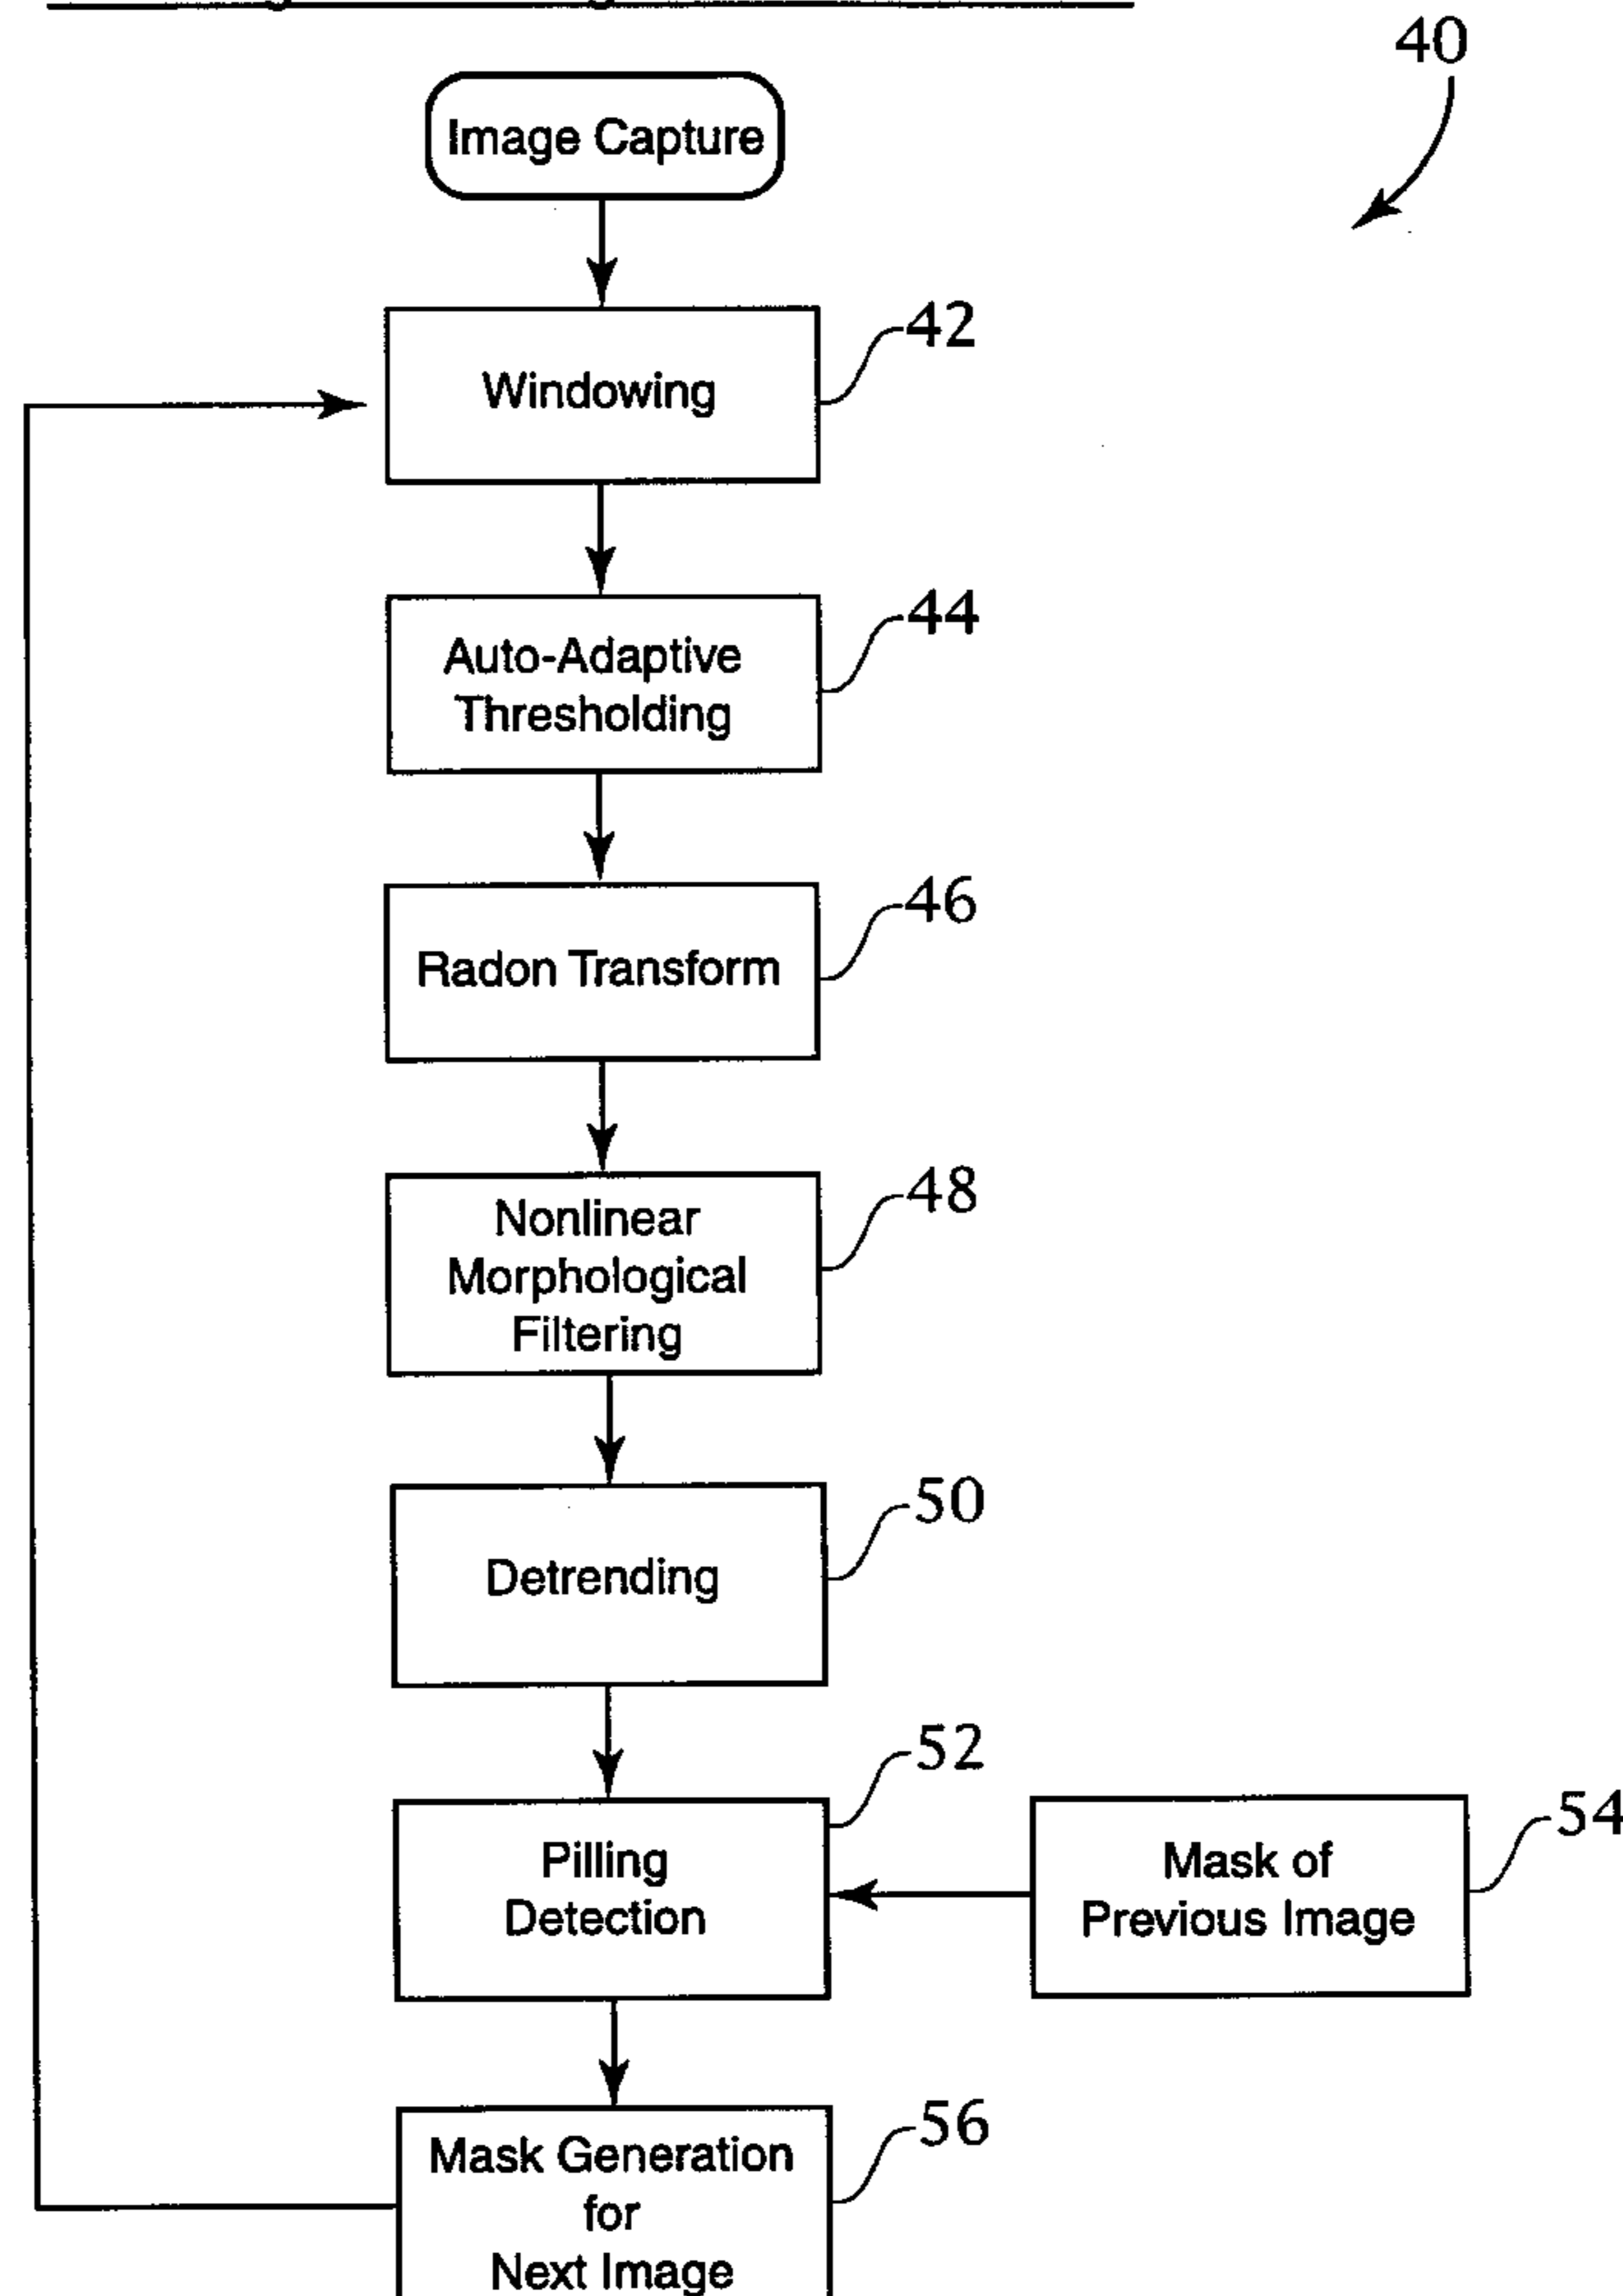 40
Image Capture
Windowing
42
Auto-Adaptive
Thresholding
44
Radon Transform
46
Nonlinear
Morphological
Filtering
48
Detrending
50
Pilling
Detection
52
Mask of
Previous Image
54
Mask Generation
for
Next Image
56